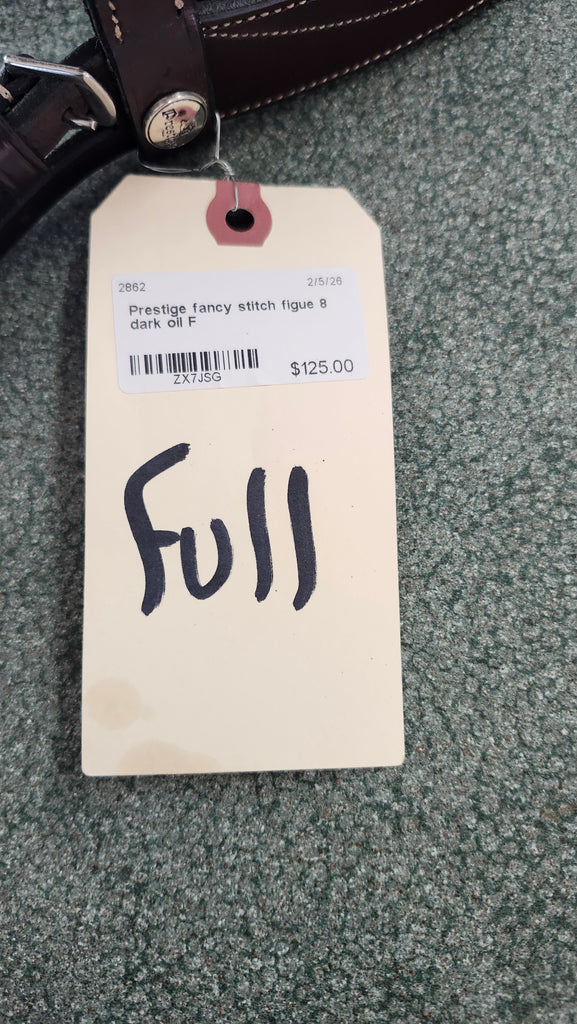 2862 2/5/26
Prestige fancy stitch figue 8
dark oil F
ZX7JSG $125.00
Full